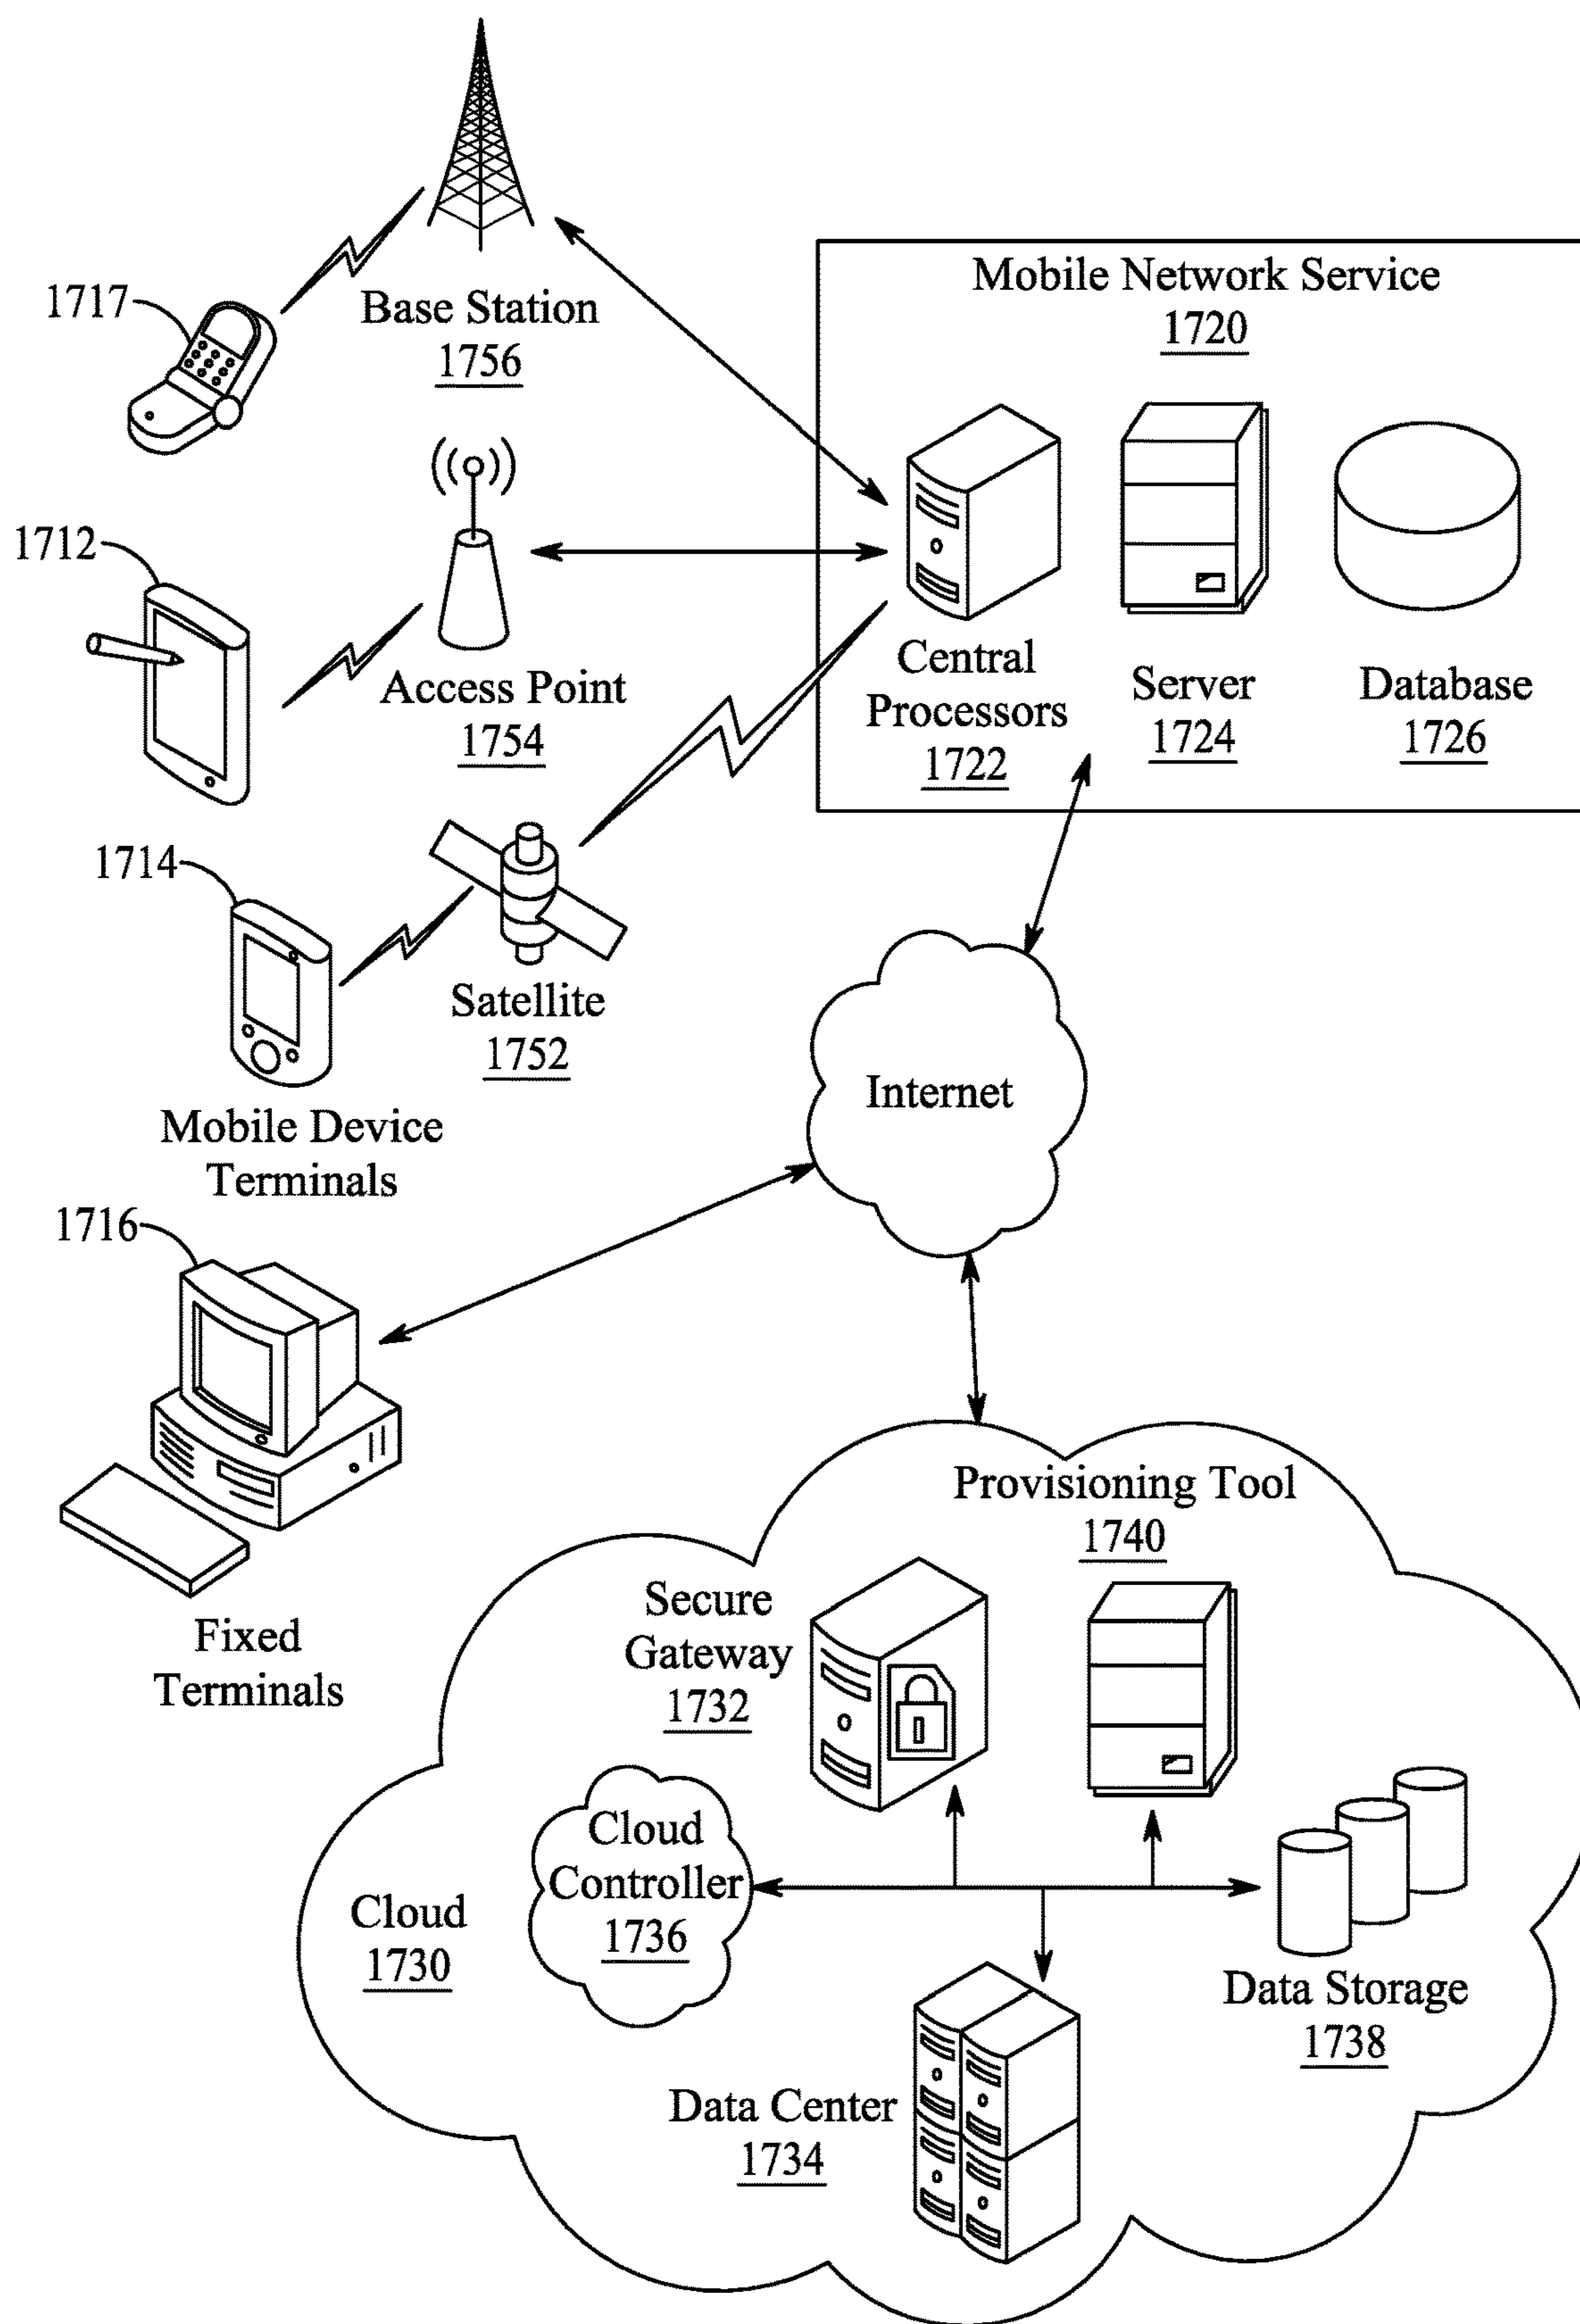 1717
Base Station
1756
Mobile Network Service
1720
1712
Access Point
1754
Central
Processors
1722
Server
1724
Database
1726
1714
Satellite
1752
Mobile Device
Terminals
Internet
1716
Fixed
Terminals
Provisioning Tool
1740
Secure
Gateway
1732
Cloud
Controller
1736
Cloud
1730
Data Storage
1738
Data Center
1734